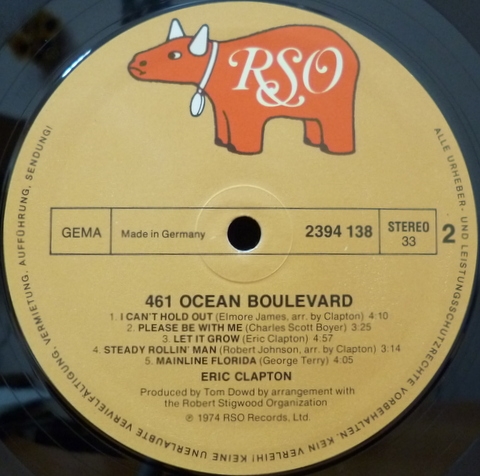 RSO
GEMA
Made in Germany
2394 138
STEREO
33
2
461 OCEAN BOULEVARD
1. I CAN'T HOLD OUT (Elmore James, arr. by Clapton) 4:10
2. PLEASE BE WITH ME (Charles Scott Boyer) 3:25
3. LET IT GROW (Eric Clapton) 4:57
4. STEADY ROLLIN' MAN (Robert Johnson, arr. by Clapton) 3:14
5. MAINLINE FLORIDA (George Terry) 4:05
ERIC CLAPTON
Produced by Tom Dowd by arrangement with
the Robert Stigwood Organization
℗ 1974 RSO Records, Ltd.
ALLE URHEBER- UND LEISTUNGSSCHUTZRECHTE VORBEHALTEN. KEIN VERLEIH! KEINE UNERLAUBTE VERVIELFÄLTIGUNG, VERMIETUNG, AUFFÜHRUNG, SENDUNG!